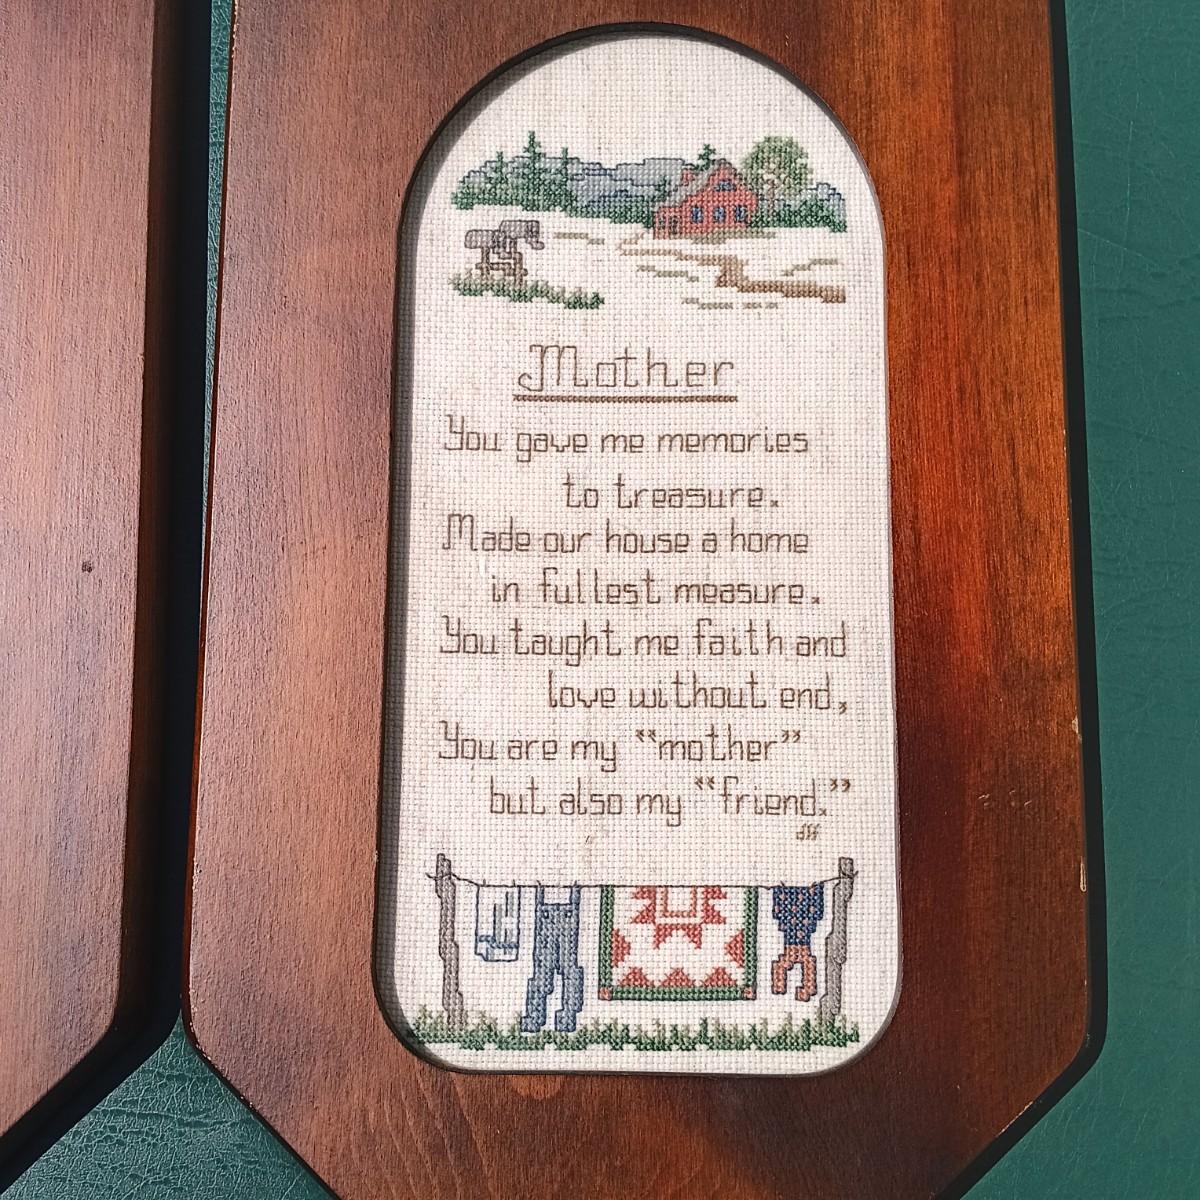 Mother
You gave me memories
to treasure.
Made our house a home
in fullest measure.
You taught me faith and
love without end,
You are my “mother”
but also my “friend.”